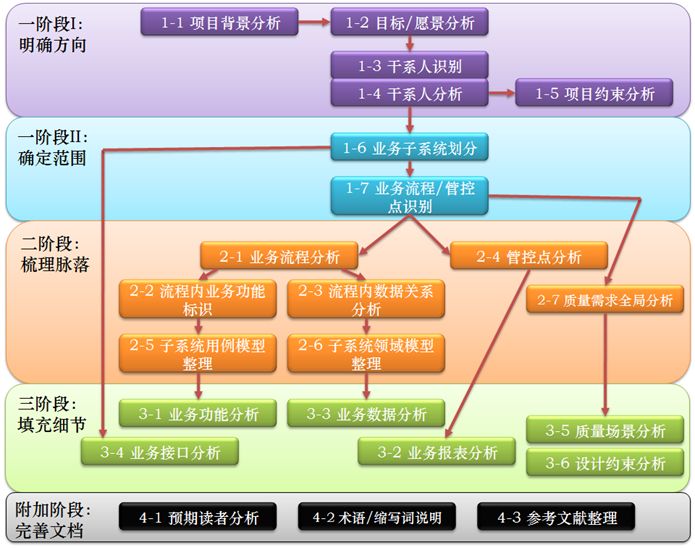 一阶段I:
明确方向
1-1 项目背景分析
1-2 目标/愿景分析
1-3 干系人识别
1-4 干系人分析
1-5 项目约束分析
一阶段II:
确定范围
1-6 业务子系统划分
1-7 业务流程/管控
点识别
二阶段:
梳理脉落
2-1 业务流程分析
2-4 管控点分析
2-2 流程内业务功能
标识
2-3 流程内数据关系
分析
2-7 质量需求全局分析
2-5 子系统用例模型
整理
2-6 子系统领域模型
整理
三阶段:
填充细节
3-1 业务功能分析
3-3 业务数据分析
3-5 质量场景分析
3-4 业务接口分析
3-2 业务报表分析
3-6 设计约束分析
附加阶段:
完善文档
4-1 预期读者分析
4-2 术语/缩写词说明
4-3 参考文献整理